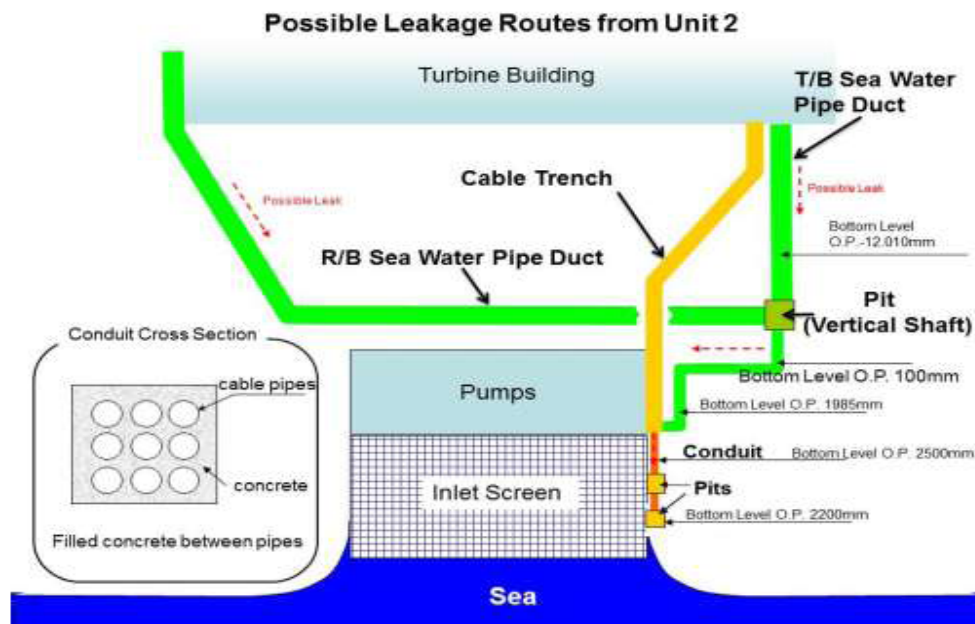 Possible Leakage Routes from Unit 2
Turbine Building
T/B Sea Water
Pipe Duct
Cable Trench
Possible Leak
Possible Leak
Bottom Level
O.P.-12.010mm
R/B Sea Water Pipe Duct
Pit
(Vertical Shaft)
Conduit Cross Section
cable pipes
concrete
Filled concrete between pipes
Pumps
Bottom Level O.P. 100mm
Bottom Level O.P. 1985mm
Conduit
Bottom Level O.P. 2500mm
Inlet Screen
Pits
Bottom Level O.P. 2200mm
Sea